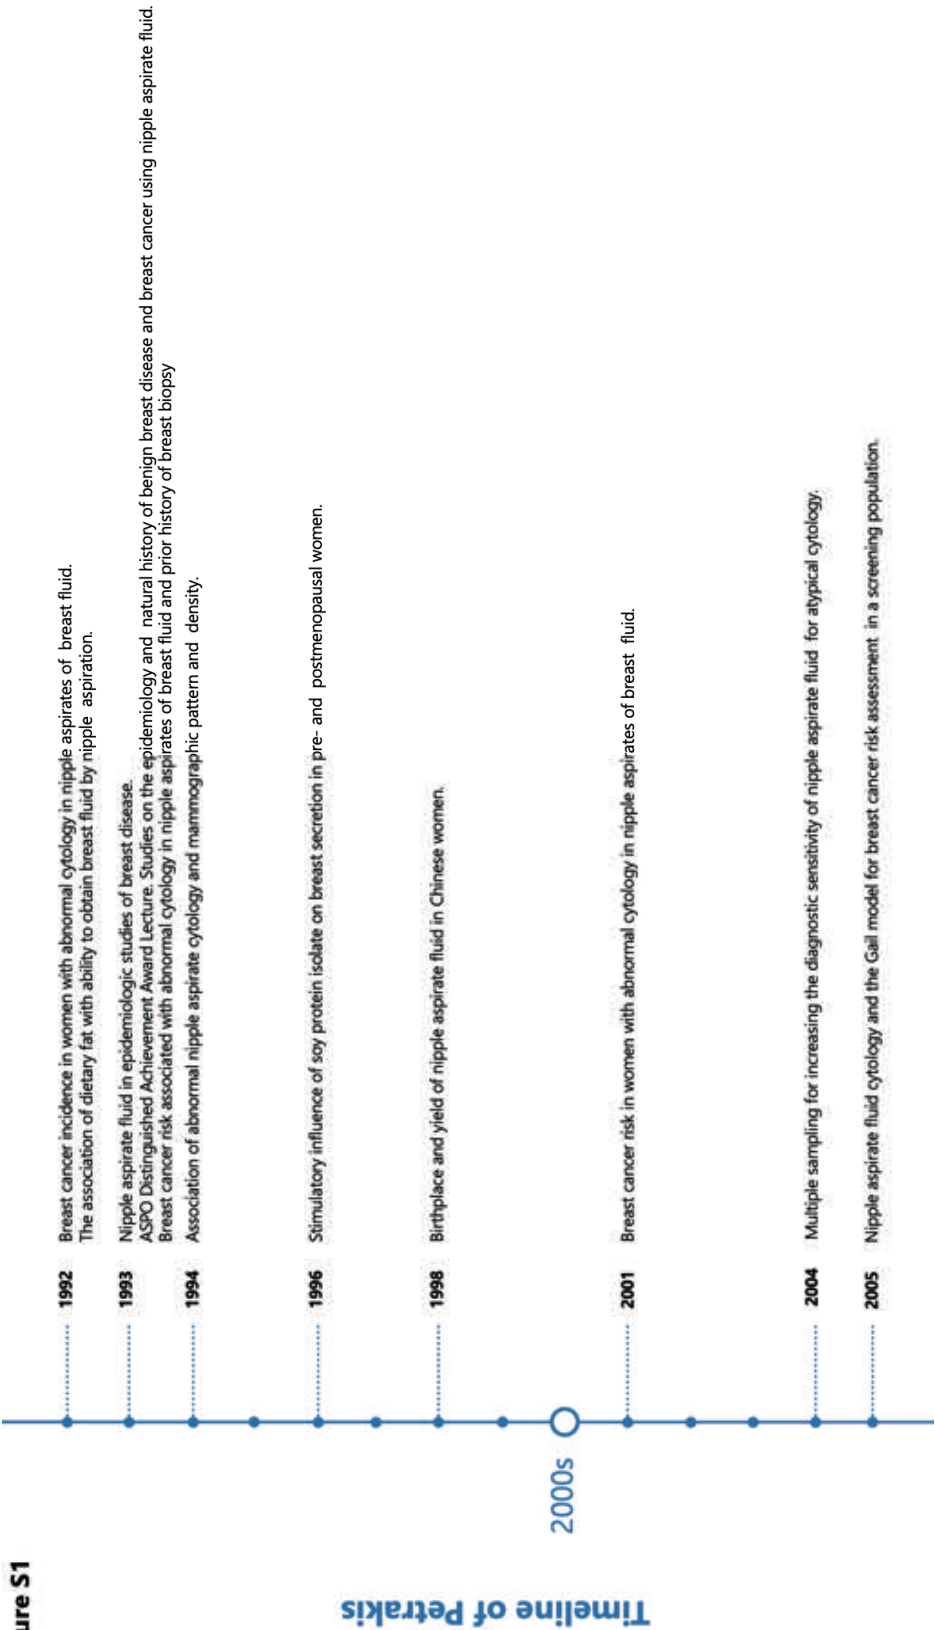 ure S1
Timeline of Petrakis
1992 Breast cancer incidence in women with abnormal cytology in nipple aspirates of breast fluid.
The association of dietary fat with ability to obtain breast fluid by nipple aspiration.
1993 Nipple aspirate fluid in epidemiologic studies of breast disease.
ASPO Distinguished Achievement Award Lecture. Studies on the epidemiology and natural history of benign breast disease and breast cancer using nipple aspirate fluid.
Breast cancer risk associated with abnormal cytology in nipple aspirates of breast fluid and prior history of breast biopsy
1994 Association of abnormal nipple aspirate cytology and mammographic pattern and density.
1996 Stimulatory influence of soy protein isolate on breast secretion in pre- and postmenopausal women.
1998 Birthplace and yield of nipple aspirate fluid in Chinese women.
2000s
2001 Breast cancer risk in women with abnormal cytology in nipple aspirates of breast fluid.
2004 Multiple sampling for increasing the diagnostic sensitivity of nipple aspirate fluid for atypical cytology.
2005 Nipple aspirate fluid cytology and the Gail model for breast cancer risk assessment in a screening population.